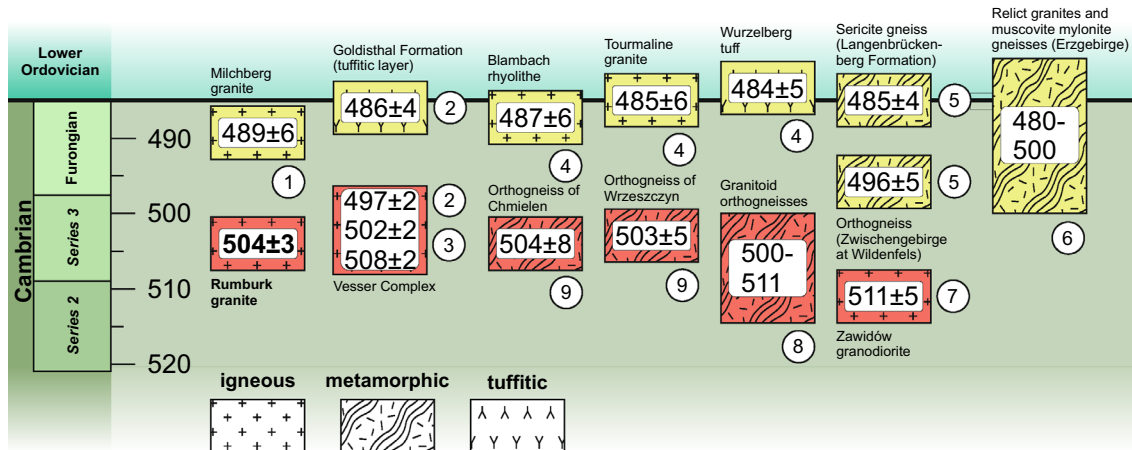 Lower
Ordovician
Cambrian
Furongian
Series 3
Series 2
490
500
510
520
Milchberg
granite
489±6
1
504±3
Rumburk
granite
Goldisthal Formation
(tuffitic layer)
486±4
2
497±2
502±2
508±2
2
3
Vesser Complex
Blambach
rhyolithe
487±6
4
Orthogneiss of
Chmielen
504±8
9
Tourmaline
granite
485±6
4
Orthogneiss of
Wrzeszczyn
503±5
9
Wurzelberg
tuff
484±5
4
Granitoid
orthogneisses
500-
511
8
Sericite gneiss
(Langenbrücken-
berg Formation)
485±4
5
496±5
5
Orthogneiss
(Zwischengebirge
at Wildenfels)
511±5
7
Zawidów
granodiorite
Relict granites and
muscovite mylonite
gneisses (Erzgebirge)
480-
500
6
igneous
metamorphic
tuffitic